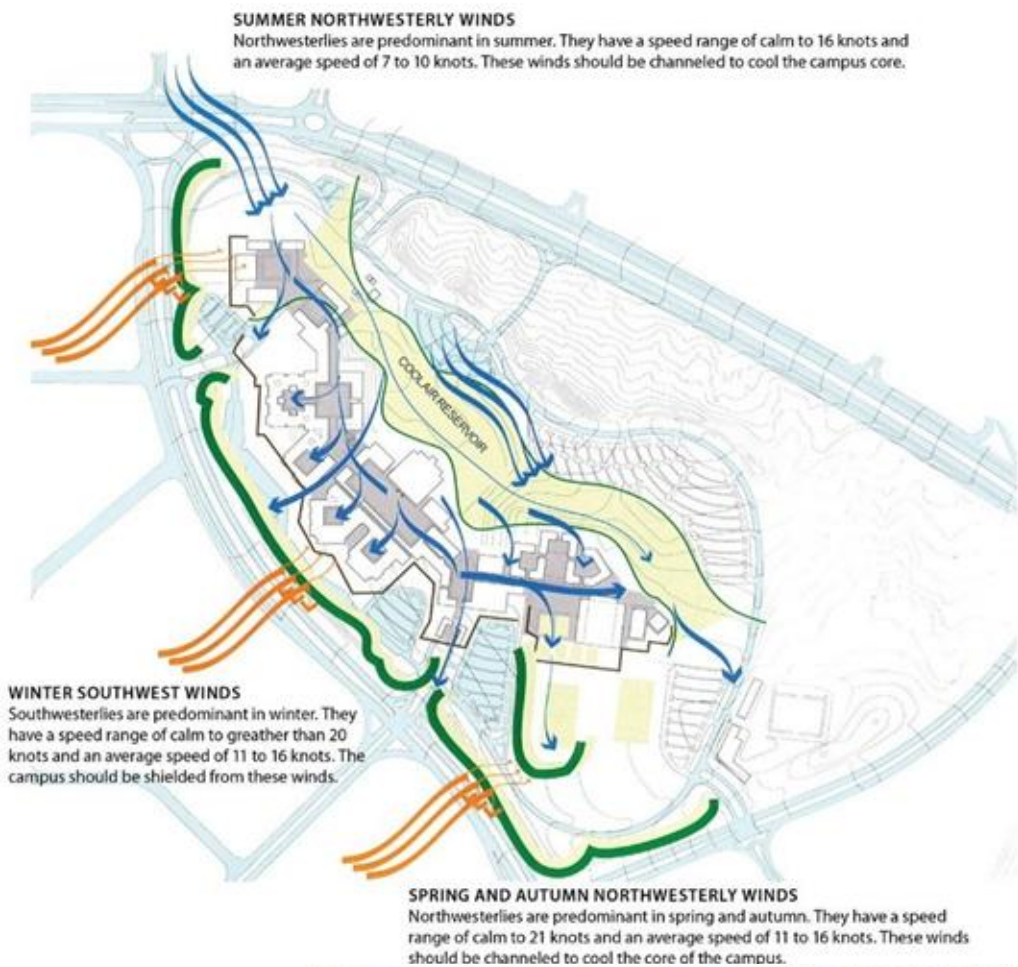 SUMMER NORTHWESTERLY WINDS
Northwesterlies are predominant in summer. They have a speed range of calm to 16 knots and
an average speed of 7 to 10 knots. These winds should be channeled to cool the campus core.
COOL AIR RESERVOIR
WINTER SOUTHWEST WINDS
Southwesterlies are predominant in winter. They
have a speed range of calm to greather than 20
knots and an average speed of 11 to 16 knots. The
campus should be shielded from these winds.
SPRING AND AUTUMN NORTHWESTERLY WINDS
Northwesterlies are predominant in spring and autumn. They have a speed
range of calm to 21 knots and an average speed of 11 to 16 knots. These winds
should be channeled to cool the core of the campus.